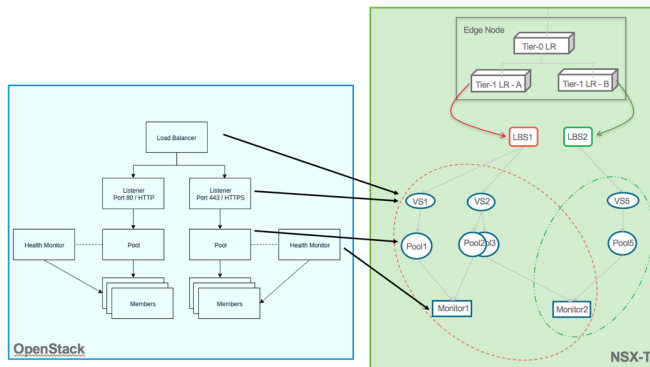 Edge Node
Tier-0 LR
Tier-1 LR - A
Tier-1 LR - B
LBS1
LBS2
VS1
VS2
VS5
Pool1
Pool2
ol3
Pool5
Monitor1
Monitor2
NSX-T
Load Balancer
Listener
Port 80 / HTTP
Listener
Port 443 / HTTPS
Health Monitor
Pool
Pool
Health Monitor
Members
Members
OpenStack